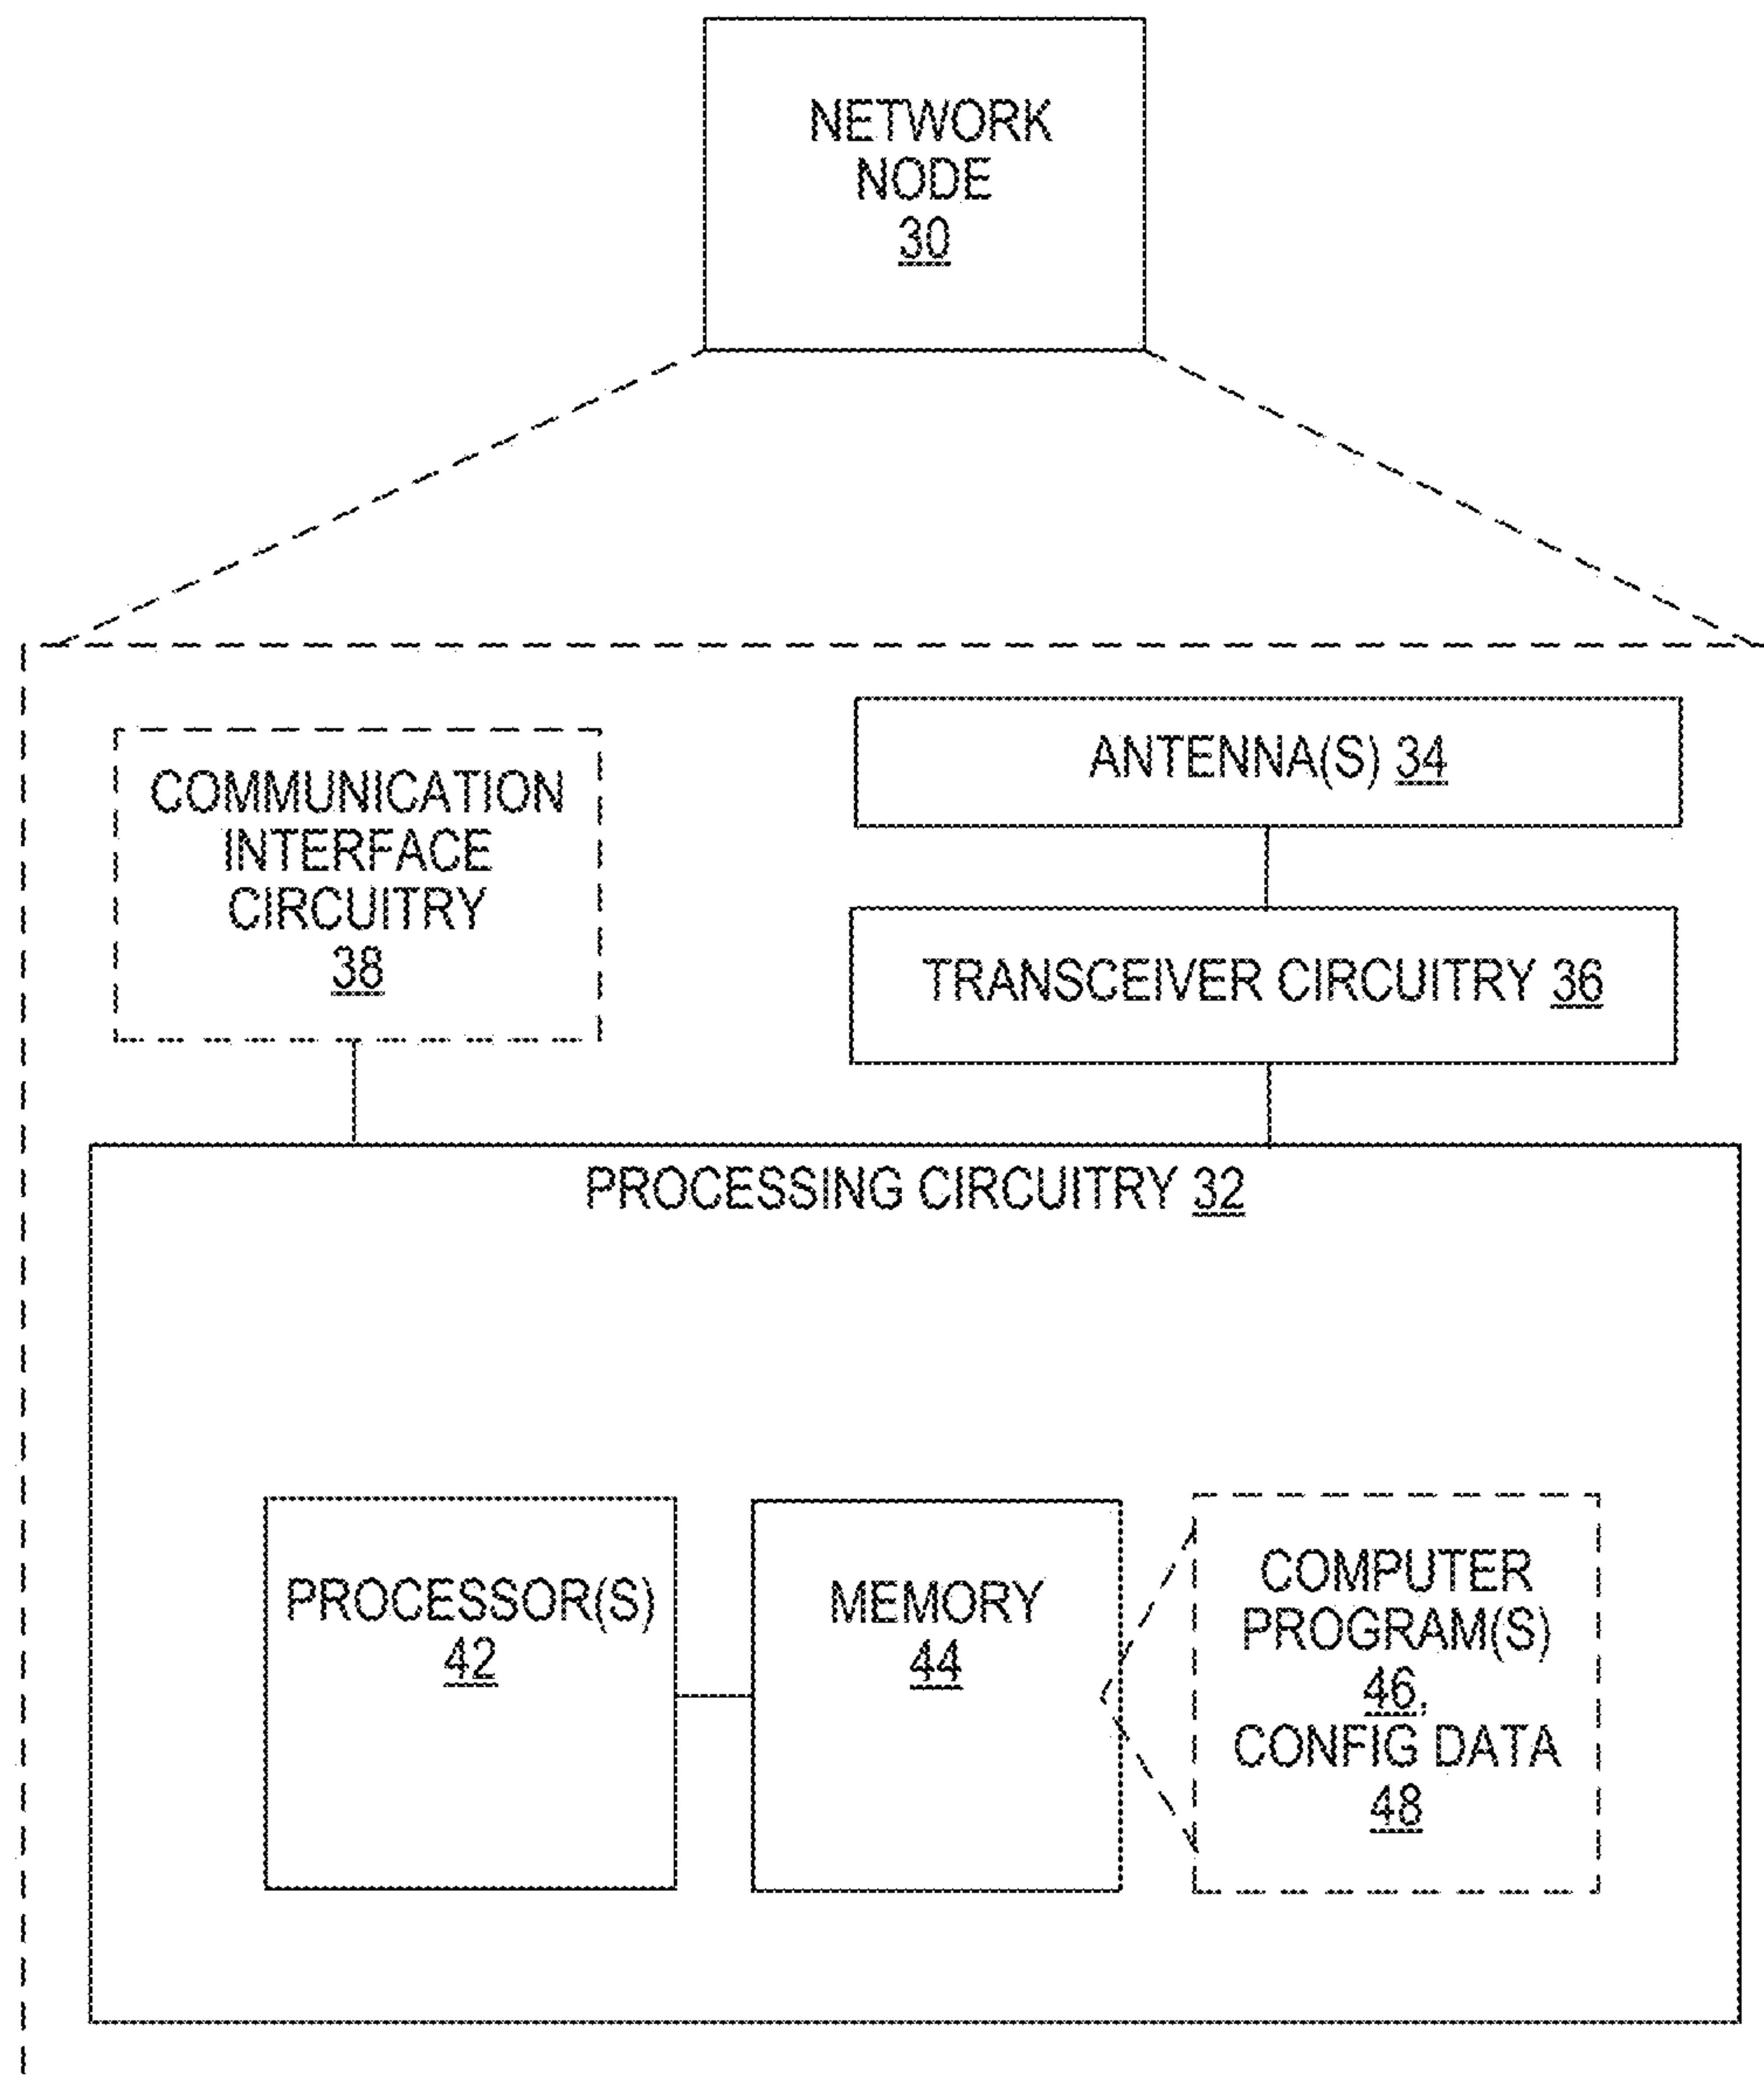 NETWORK
NODE
30
ANTENNA(S) 34
COMMUNICATION
INTERFACE
CIRCUITRY
38
TRANSCEIVER CIRCUITRY 36
PROCESSING CIRCUITRY 32
PROCESSOR(S)
42
MEMORY
44
COMPUTER
PROGRAM(S)
46,
CONFIG DATA
48